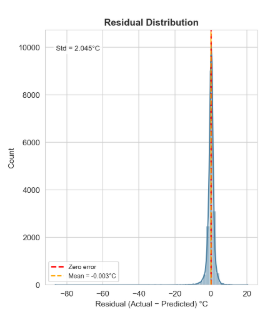 Residual Distribution
Std = 2.045°C
10000
8000
6000
4000
2000
0
Count
Zero error
Mean = -0.003°C
−80 −60 −40 −20 0 20
Residual (Actual − Predicted) °C